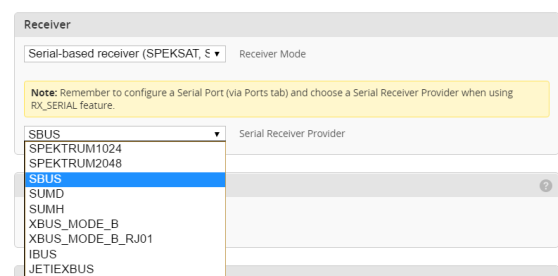 Receiver
Serial-based receiver (SPEKSAT, S
Receiver Mode
Note: Remember to configure a Serial Port (via Ports tab) and choose a Serial Receiver Provider when using
RX_SERIAL feature.
SBUS
Serial Receiver Provider
SPEKTRUM1024
SPEKTRUM2048
SBUS
SUMD
SUMH
XBUS_MODE_B
XBUS_MODE_B_RJ01
IBUS
JETIEXBUS